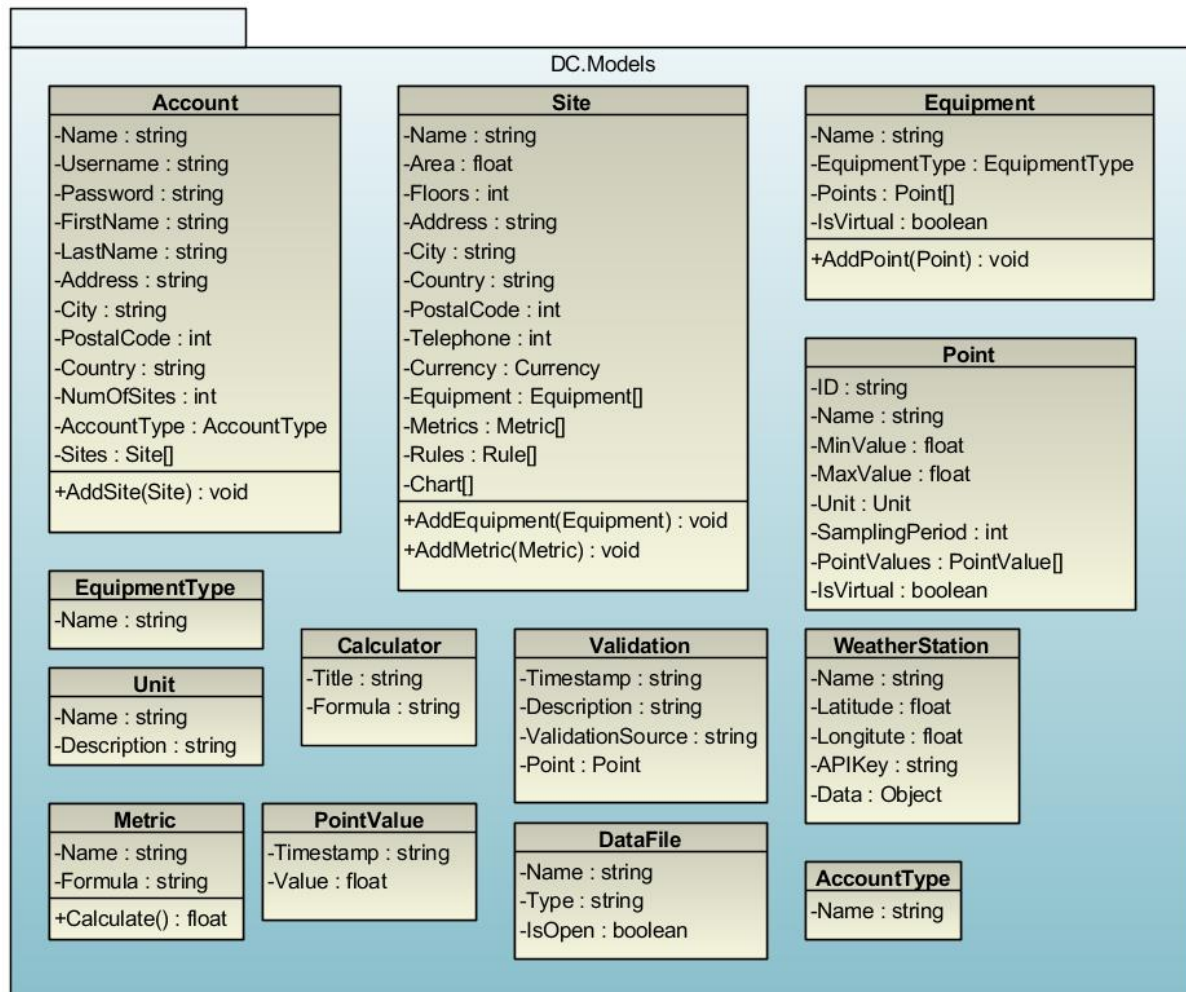 DC.Models
Account
-Name : string
-Username : string
-Password : string
-FirstName : string
-LastName : string
-Address : string
-City : string
-PostalCode : int
-Country : string
-NumOfSites : int
-AccountType : AccountType
-Sites : Site[]
+AddSite(Site) : void
Site
-Name : string
-Area : float
-Floors : int
-Address : string
-City : string
-Country : string
-PostalCode : int
-Telephone : int
-Currency : Currency
-Equipment : Equipment[]
-Metrics : Metric[]
-Rules : Rule[]
-Chart[]
+AddEquipment(Equipment) : void
+AddMetric(Metric) : void
Equipment
-Name : string
-EquipmentType : EquipmentType
-Points : Point[]
-IsVirtual : boolean
+AddPoint(Point) : void
Point
-ID : string
-Name : string
-MinValue : float
-MaxValue : float
-Unit : Unit
-SamplingPeriod : int
-PointValues : PointValue[]
-IsVirtual : boolean
EquipmentType
-Name : string
Unit
-Name : string
-Description : string
Calculator
-Title : string
-Formula : string
Validation
-Timestamp : string
-Description : string
-ValidationSource : string
-Point : Point
WeatherStation
-Name : string
-Latitude : float
-Longitute : float
-APIKey : string
-Data : Object
Metric
-Name : string
-Formula : string
+Calculate() : float
PointValue
-Timestamp : string
-Value : float
DataFile
-Name : string
-Type : string
-IsOpen : boolean
AccountType
-Name : string